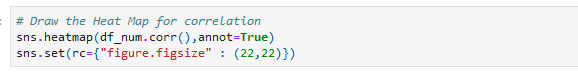 # Draw the Heat Map for correlation
sns.heatmap(df_num.corr(),annot=True)
sns.set(rc={"figure.figsize" : (22,22)})